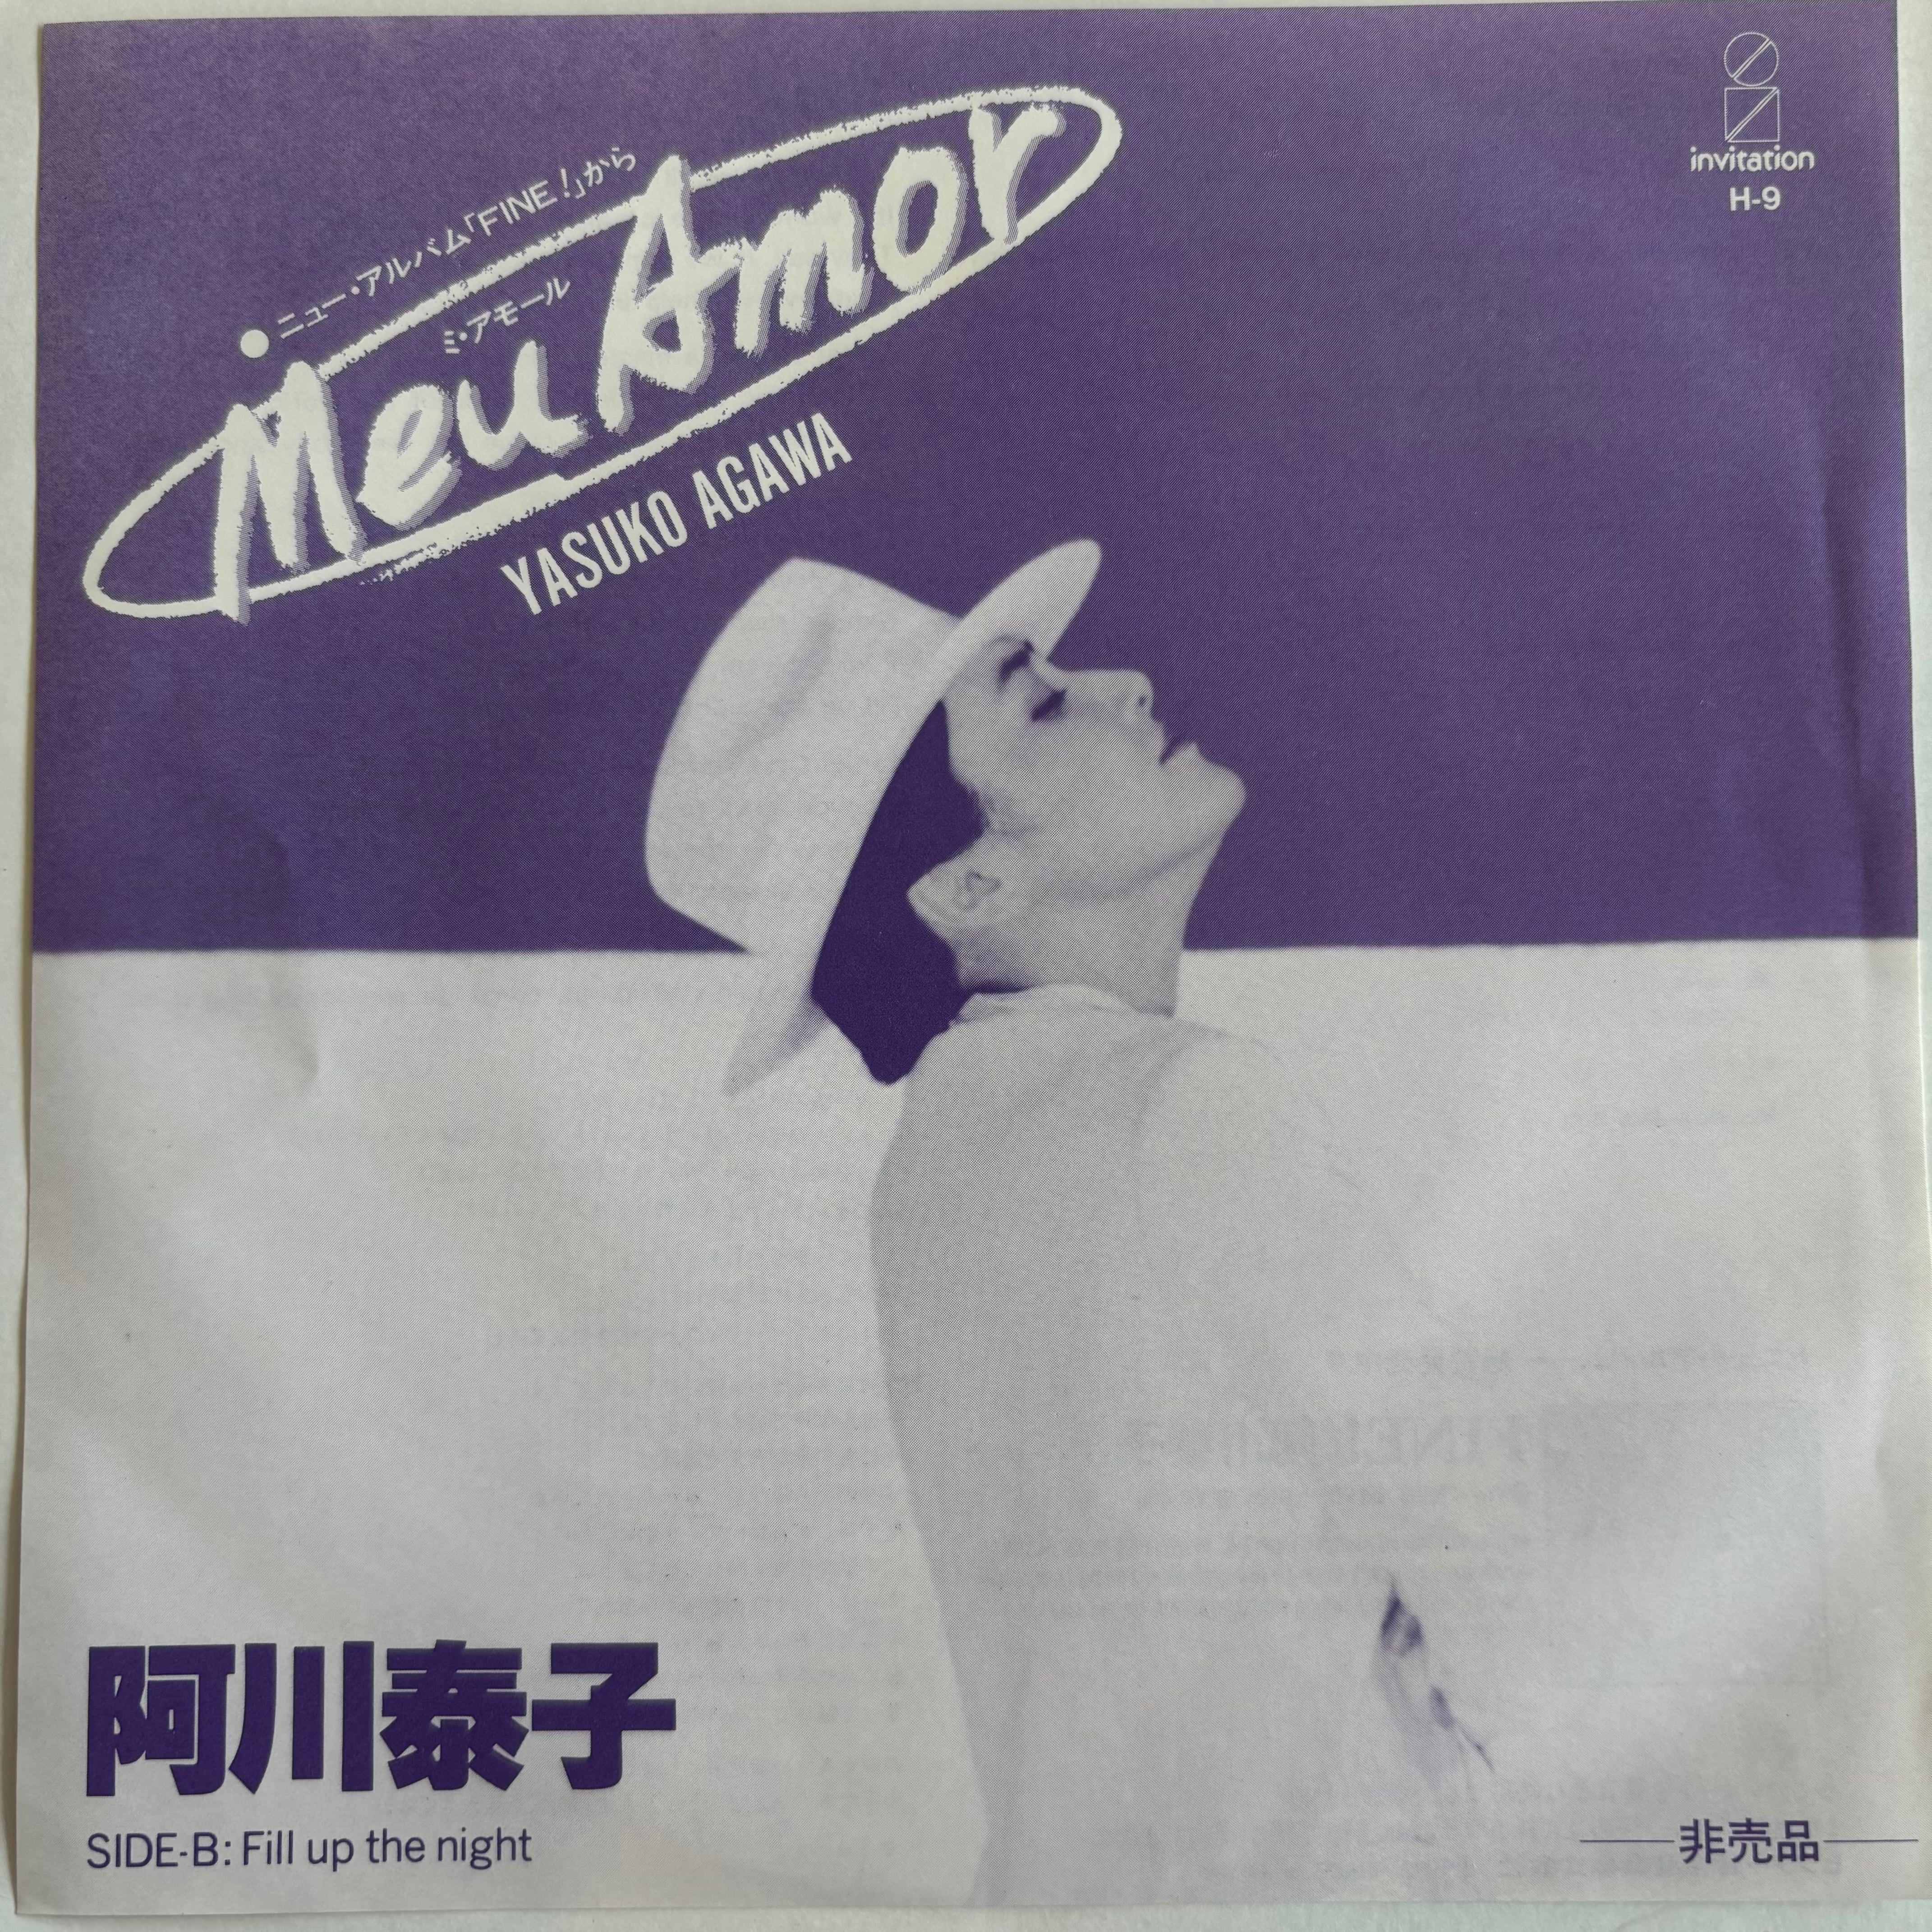 invitation
H-9
●ニュー・アルバム「FINE!」から
ミ・アモール
Meu Amor
YASUKO AGAWA
阿川泰子
SIDE-B: Fill up the night
非売品